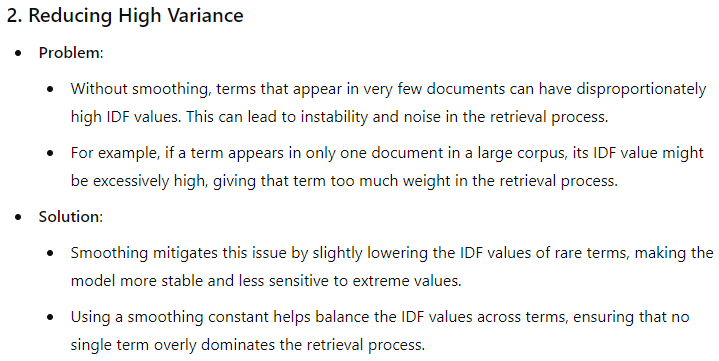 2. Reducing High Variance
• Problem:
• Without smoothing, terms that appear in very few documents can have disproportionately
high IDF values. This can lead to instability and noise in the retrieval process.
• For example, if a term appears in only one document in a large corpus, its IDF value might
be excessively high, giving that term too much weight in the retrieval process.
• Solution:
• Smoothing mitigates this issue by slightly lowering the IDF values of rare terms, making the
model more stable and less sensitive to extreme values.
• Using a smoothing constant helps balance the IDF values across terms, ensuring that no
single term overly dominates the retrieval process.